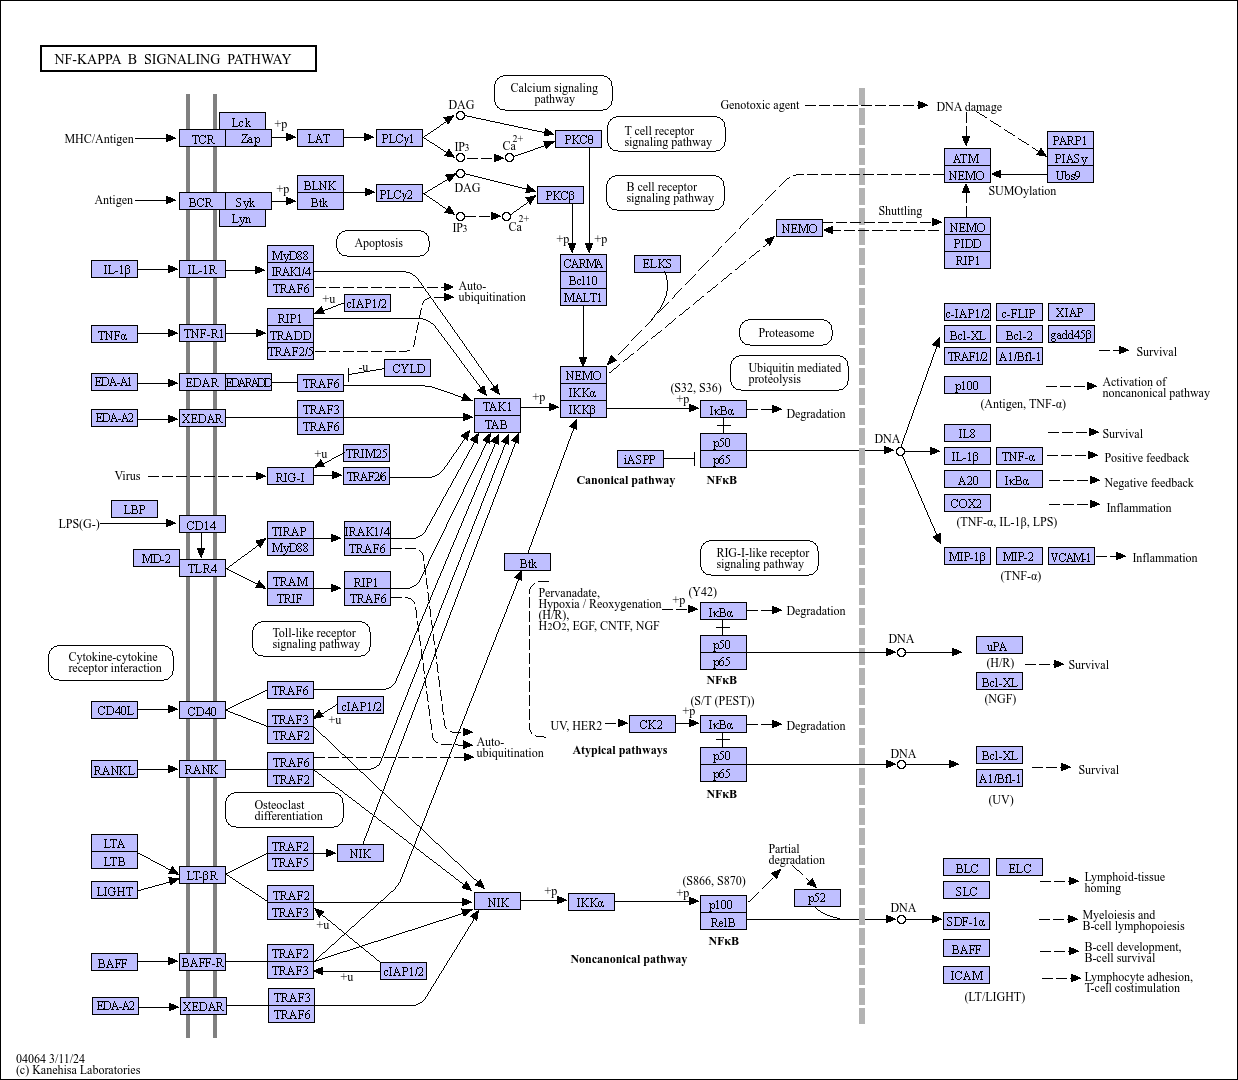 NF-KAPPA B SIGNALING PATHWAY
Calcium signaling
pathway
DAG
Genotoxic agent
DNA damage
Lck
+p
MHC/Antigen
TCR
Zap
LAT
PLCγ1
IP3
Ca2+
PKCθ
T cell receptor
signaling pathway
PARP1
PIASy
Ubs9
ATM
NEMO
SUMOylation
DAG
BLNK
Btk
+p
PLCγ2
PKCβ
B cell receptor
signaling pathway
Antigen
BCR
Syk
Lyn
IP3
Ca2+
Shuttling
NEMO
NEMO
PIDD
RIP1
+p
+p
Apoptosis
MyD88
IRAK1/4
TRAF6
IL-1β
IL-1R
CARMA
Bcl10
MALT1
ELKS
Auto-
ubiquitination
+u
cIAP1/2
RIP1
TRADD
TRAF2/5
TNFα
TNF-R1
Proteasome
c-IAP1/2
c-FLIP
XIAP
Bcl-XL
Bcl-2
gadd45β
TRAF1/2
A1/Bfl-1
Survival
-u
CYLD
EDA-A1
EDAR
EDARADD
TRAF6
NEMO
IKKα
IKKβ
Ubiquitin mediated
proteolysis
(S32, S36)
p100
Activation of
noncanonical pathway
(Antigen, TNF-α)
EDA-A2
XEDAR
TRAF3
TRAF6
TAK1
TAB
+p
+p
IκBα
Degradation
DNA
p50
p65
NFκB
iASPP
Canonical pathway
IL8
Survival
IL-1β
TNF-α
Positive feedback
A20
IκBα
Negative feedback
COX2
Inflammation
(TNF-α, IL-1β, LPS)
+u
TRIM25
Virus
RIG-I
TRAF2/6
LBP
LPS(G-)
CD14
MD-2
TLR4
TIRAP
MyD88
IRAK1/4
TRAF6
TRAM
TRIF
RIP1
TRAF6
Btk
RIG-I-like receptor
signaling pathway
MIP-1β
MIP-2
VCAM-1
Inflammation
(TNF-α)
Pervanadate,
Hypoxia / Reoxygenation
(H/R),
H2O2, EGF, CNTF, NGF
+p
(Y42)
IκBα
Degradation
p50
p65
NFκB
DNA
uPA
(H/R)
Survival
Bcl-XL
(NGF)
Toll-like receptor
signaling pathway
Cytokine-cytokine
receptor interaction
TRAF6
cIAP1/2
+u
CD40L
CD40
TRAF3
TRAF2
(S/T (PEST))
+p
UV, HER2
CK2
IκBα
Degradation
Atypical pathways
p50
p65
NFκB
DNA
Bcl-XL
A1/Bfl-1
Survival
(UV)
Auto-
ubiquitination
RANKL
RANK
TRAF6
TRAF2
Osteoclast
differentiation
LTA
LTB
LIGHT
LT-βR
TRAF2
TRAF5
NIK
TRAF2
TRAF3
+u
NIK
+p
IKKα
+p
(S866, S870)
Partial
degradation
p100
RelB
NFκB
p52
DNA
BLC
ELC
SLC
Lymphoid-tissue
homing
SDF-1α
Myeloiesis and
B-cell lymphopoiesis
BAFF
B-cell development,
B-cell survival
ICAM
Lymphocyte adhesion,
T-cell costimulation
(LT/LIGHT)
Noncanonical pathway
BAFF
BAFF-R
TRAF2
TRAF3
+u
cIAP1/2
EDA-A2
XEDAR
TRAF3
TRAF6
04064 3/11/24
(c) Kanehisa Laboratories